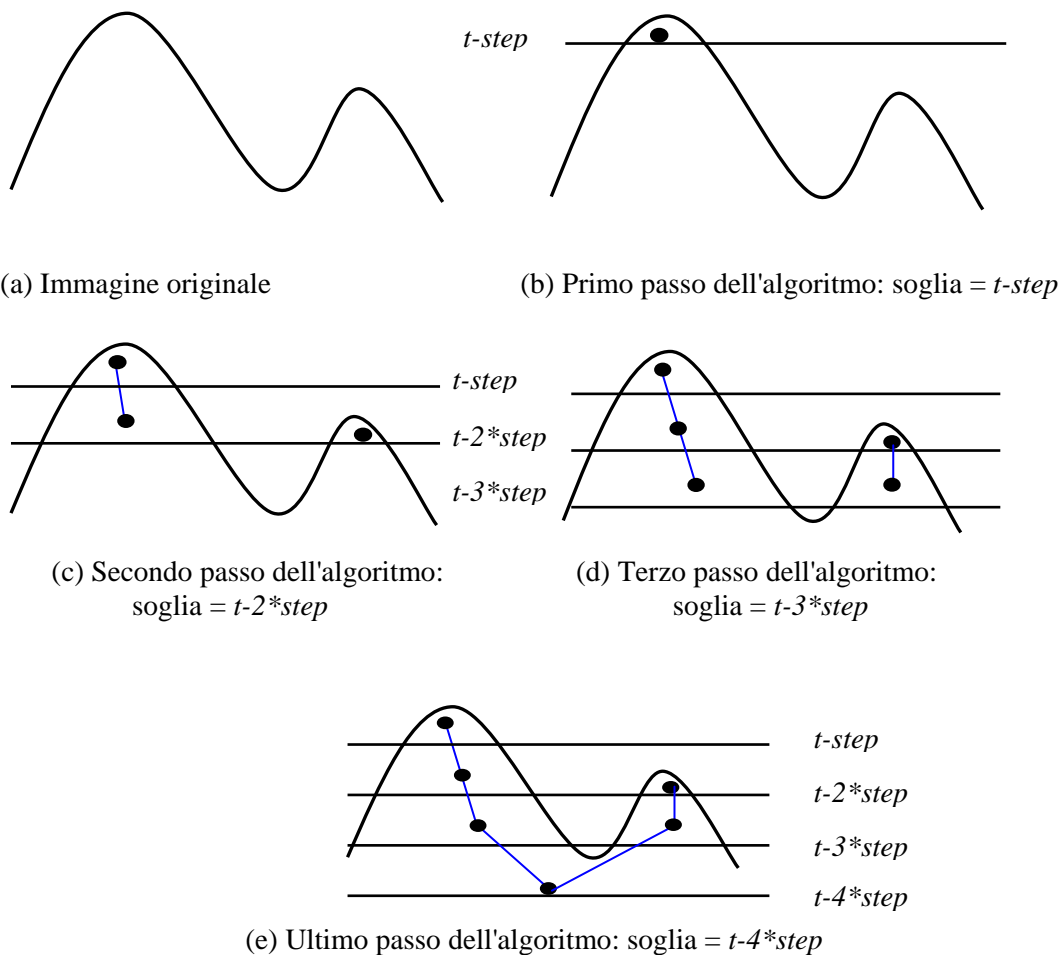 t-step
(a) Immagine originale
(b) Primo passo dell'algoritmo: soglia = t-step
t-step
t-2*step
t-3*step
(c) Secondo passo dell'algoritmo:
soglia = t-2*step
(d) Terzo passo dell'algoritmo:
soglia = t-3*step
t-step
t-2*step
t-3*step
t-4*step
(e) Ultimo passo dell'algoritmo: soglia = t-4*step